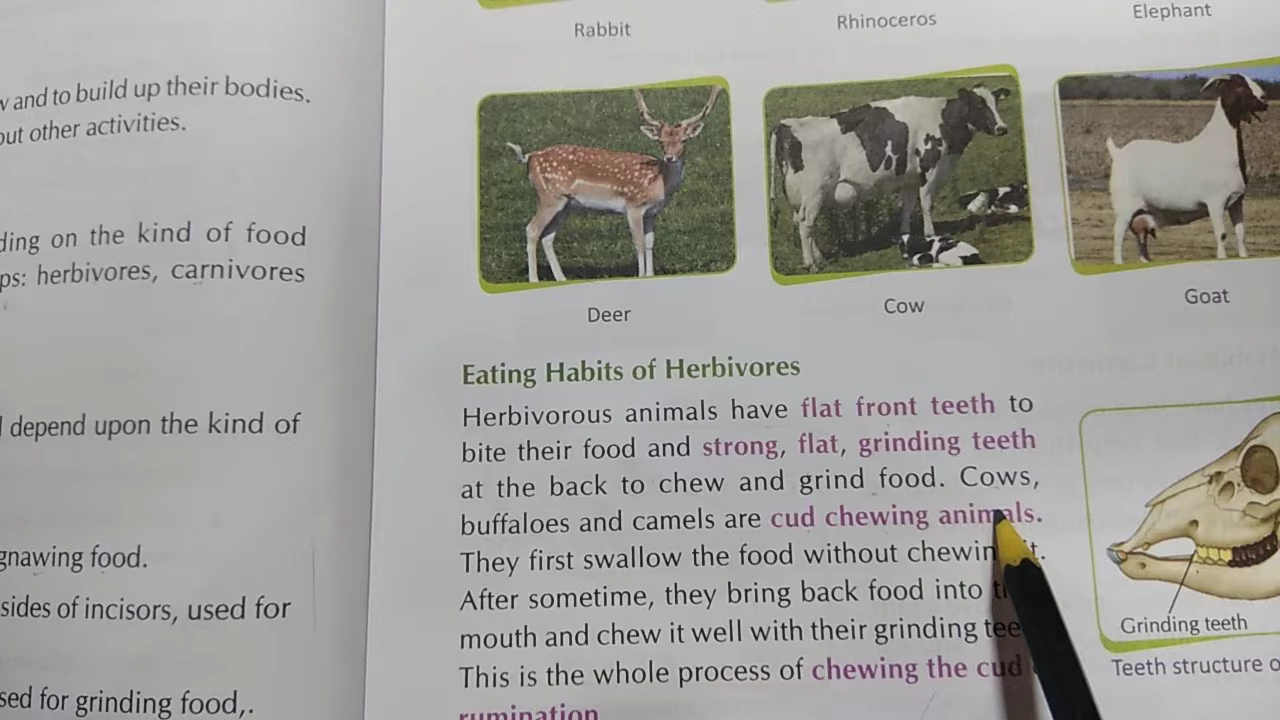 and to build up their bodies.
out other activities.
on the kind of food
herbivores, carnivores
depend upon the kind of
gnawing food.
sides of incisors, used for
used for grinding food,.
Rabbit
Rhinoceros
Elephant
Deer
Cow
Goat
Eating Habits of Herbivores
Herbivorous animals have flat front teeth to
bite their food and strong, flat, grinding teeth
at the back to chew and grind food. Cows,
buffaloes and camels are cud chewing animals.
They first swallow the food without chewing it.
After sometime, they bring back food into
mouth and chew it well with their grinding
This is the whole process of chewing the cud
rumination
Grinding teeth
Teeth structure